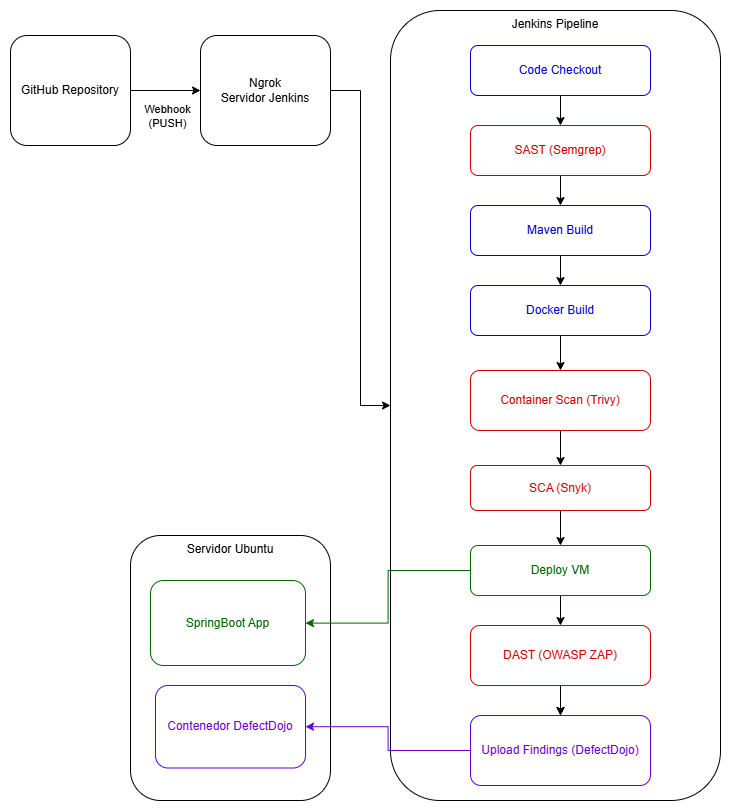 GitHub Repository
Webhook
(PUSH)
Ngrok
Servidor Jenkins
Jenkins Pipeline
Code Checkout
SAST (Semgrep)
Maven Build
Docker Build
Container Scan (Trivy)
SCA (Snyk)
Deploy VM
DAST (OWASP ZAP)
Upload Findings (DefectDojo)
Servidor Ubuntu
SpringBoot App
Contenedor DefectDojo